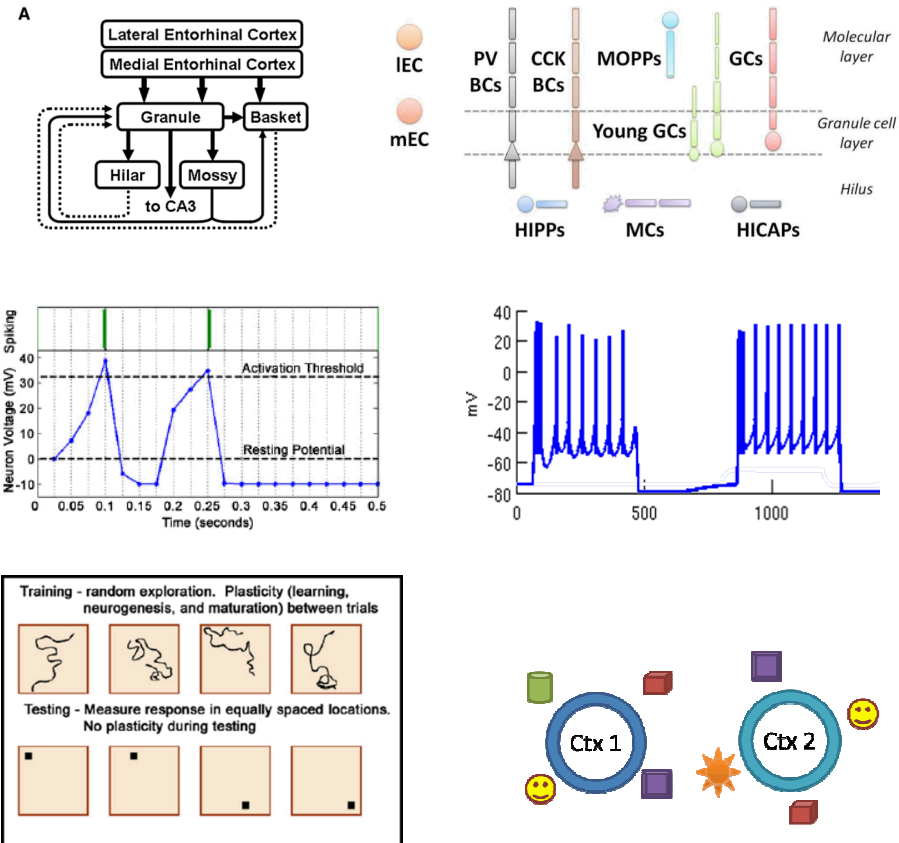 A
Lateral Entorhinal Cortex
Medial Entorhinal Cortex
Granule
Basket
Hilar
Mossy
to CA3
lEC
mEC
PV
BCs
CCK
BCs
MOPPs
GCs
Young GCs
Molecular
layer
Granule cell
layer
Hilus
HIPPs
MCs
HICAPs
Spiking
Neuron Voltage (mV)
40
30
20
10
0
-10
Activation Threshold
Resting Potential
0 0.05 0.1 0.15 0.2 0.25 0.3 0.35 0.4 0.45 0.5
Time (seconds)
mV
40
20
0
-20
-40
-60
-80
0 500 1000
Training - random exploration. Plasticity (learning,
neurogenesis, and maturation) between trials
Testing - Measure response in equally spaced locations.
No plasticity during testing
Ctx 1
Ctx 2